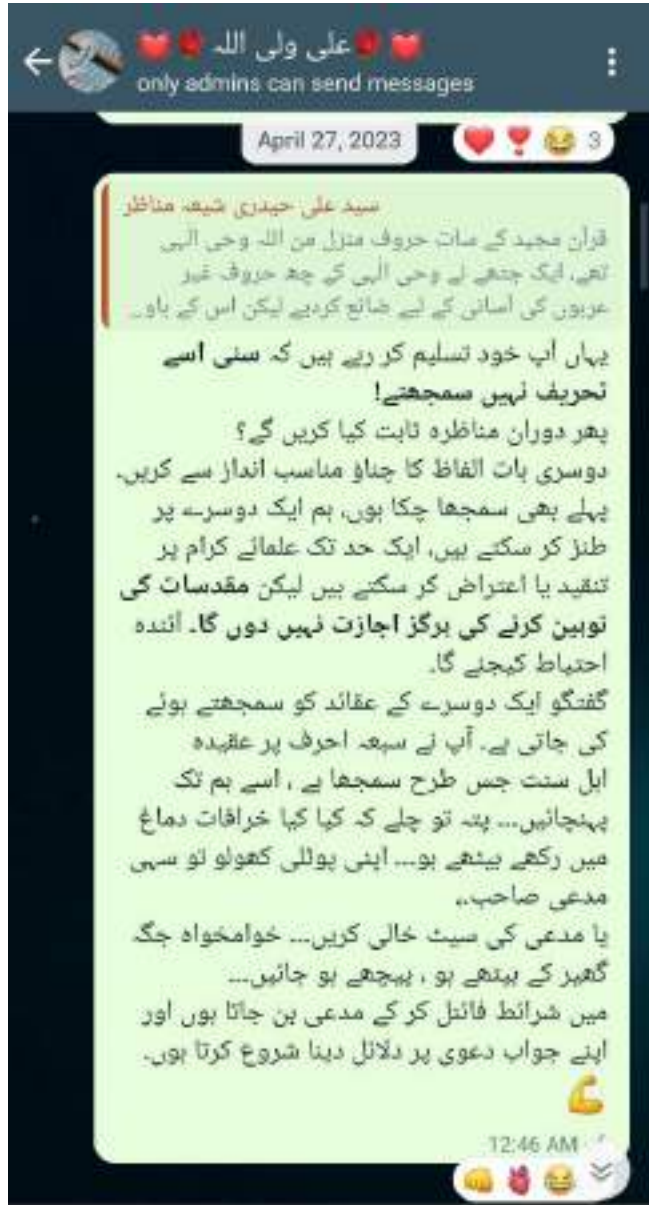 علی ولی اللہ
only admins can send messages
April 27, 2023
3
سید علی حیدری شیعہ مناظر
قرآن مجید کے سات حروف منزل من اللہ وحی الہی
تھے، ایک جتھے نے وحی الٰہی کے چھ حروف غیر
عربوں کی آسانی کے لیے ضائع کردیے لیکن اس کے باو...
یہاں آپ خود تسلیم کر رہے ہیں کہ سنی اسے
تحریف نہیں سمجھتے!
پھر دوران مناظرہ ثابت کیا کریں گے؟
دوسری بات الفاظ کا چناؤ مناسب انداز سے کریں۔
پہلے بھی سمجھا چکا ہوں، ہم ایک دوسرے پر
طنز کر سکتے ہیں، ایک حد تک علمائے کرام پر
تنقید یا اعتراض کر سکتے ہیں لیکن مقدسات کی
توہین کرنے کی ہرگز اجازت نہیں دوں گا۔ آئندہ
احتیاط کیجئے گا۔
گفتگو ایک دوسرے کے عقائد کو سمجھتے ہوئے
کی جاتی ہے۔ آپ نے سبعہ احرف پر عقیدہ
اہل سنت جس طرح سمجھا ہے ، اسے ہم تک
پہنچائیں... پتہ تو چلے کہ کیا کیا خرافات دماغ
میں رکھے بیٹھے ہو... اپنی پوٹلی کھولو تو سہی
مدعی صاحب..
یا مدعی کی سیٹ خالی کریں... خوامخواہ جگہ
گھیر کے بیٹھے ہو ، پیچھے ہو جائیں...
میں شرائط فائنل کر کے مدعی بن جاتا ہوں اور
اپنے جواب دعوی پر دلائل دینا شروع کرتا ہوں۔
12:46 AM